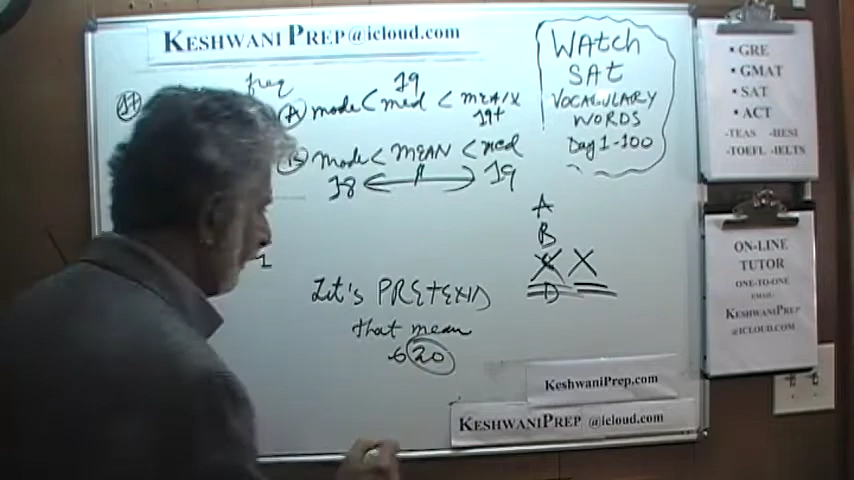 KESHWANI PREP@icloud.com
freq
19
(A) mode < med < MEAN
19+
(B) mode < MEAN < med
18 19
1
Let's PRETEND
that mean
20
A
B
D
WAtch
SAT
VOCABULARY
WORDS
Day 1-100
• GRE
• GMAT
• SAT
• ACT
-TEAS -HESI
-TOEFL -IELTS
ON-LINE
TUTOR
ONE-TO-ONE
EMAIL:
KESHWANIPREP
@ICLOUD.COM
KESHWANIPREP.COM
KESHWANIPREP @icloud.com